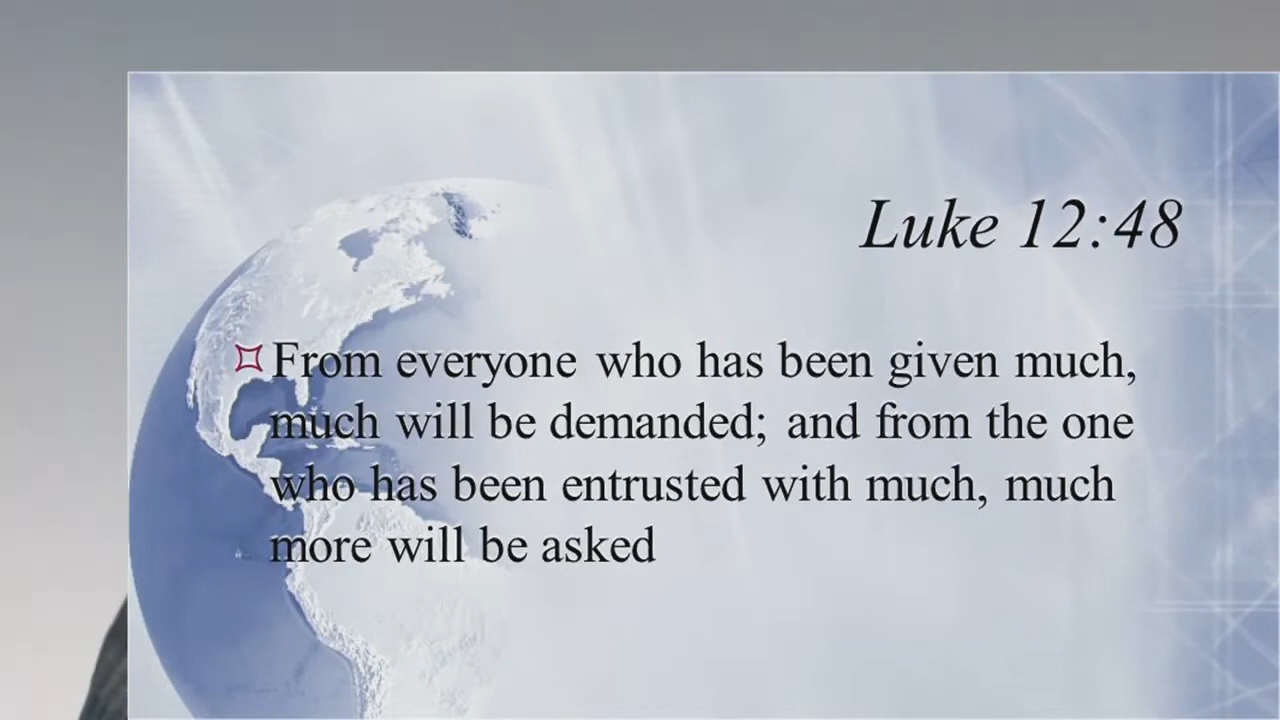 Luke 12:48
From everyone who has been given much,
much will be demanded; and from the one
who has been entrusted with much, much
more will be asked